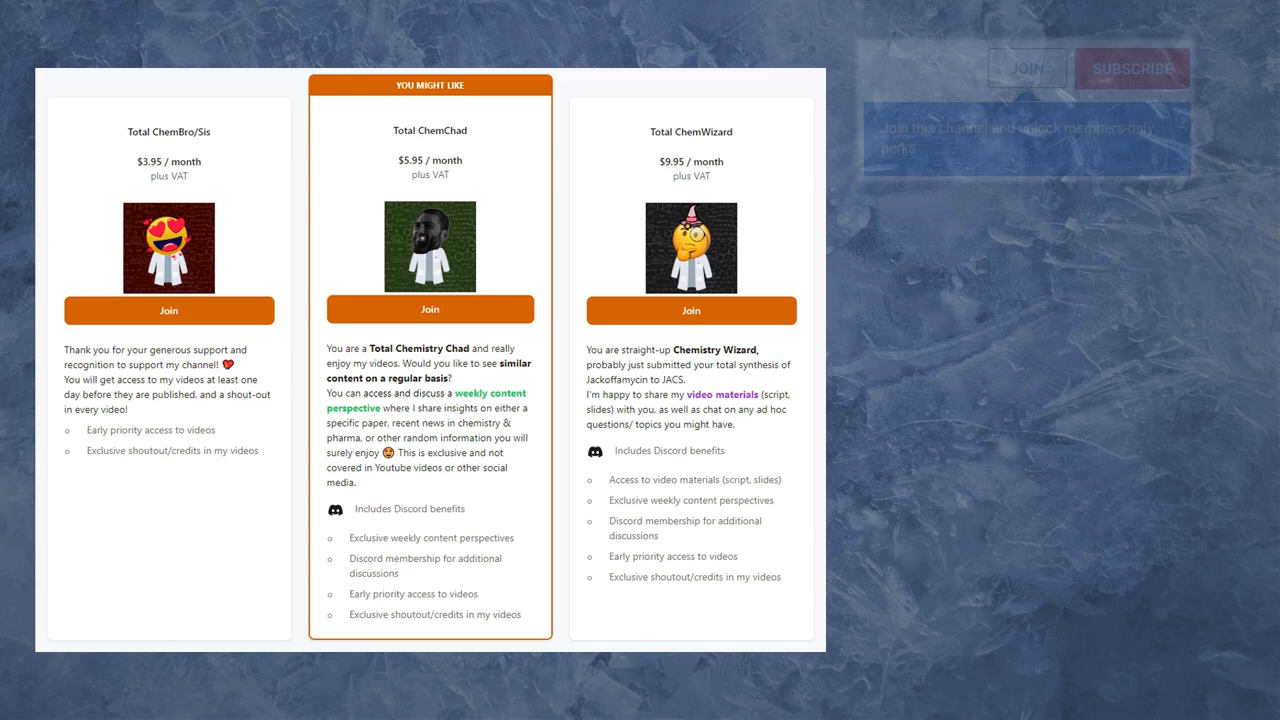 YOU MIGHT LIKE
Total ChemBro/Sis
$3.95 / month
plus VAT
Join
Thank you for your generous support and
recognition to support my channel!
You will get access to my videos at least one
day before they are published, and a shout-out
in every video!
Early priority access to videos
Exclusive shoutout/credits in my videos
Total ChemChad
$5.95 / month
plus VAT
Join
You are a Total Chemistry Chad and really
enjoy my videos. Would you like to see similar
content on a regular basis?
You can access and discuss a weekly content
perspective where I share insights on either a
specific paper, recent news in chemistry &
pharma, or other random information you will
surely enjoy 🤩 This is exclusive and not
covered in Youtube videos or other social
media.
Includes Discord benefits
Exclusive weekly content perspectives
Discord membership for additional
discussions
Early priority access to videos
Exclusive shoutout/credits in my videos
Total ChemWizard
$9.95 / month
plus VAT
Join
You are straight-up Chemistry Wizard,
probably just submitted your total synthesis of
Jackoffamycin to JACS.
I'm happy to share my video materials (script,
slides) with you, as well as chat on any ad hoc
questions/ topics you might have.
Includes Discord benefits
Access to video materials (script, slides)
Exclusive weekly content perspectives
Discord membership for additional
discussions
Early priority access to videos
Exclusive shoutout/credits in my videos
JOIN
SUBSCRIBE
Join this channel and unlock members-only
perks